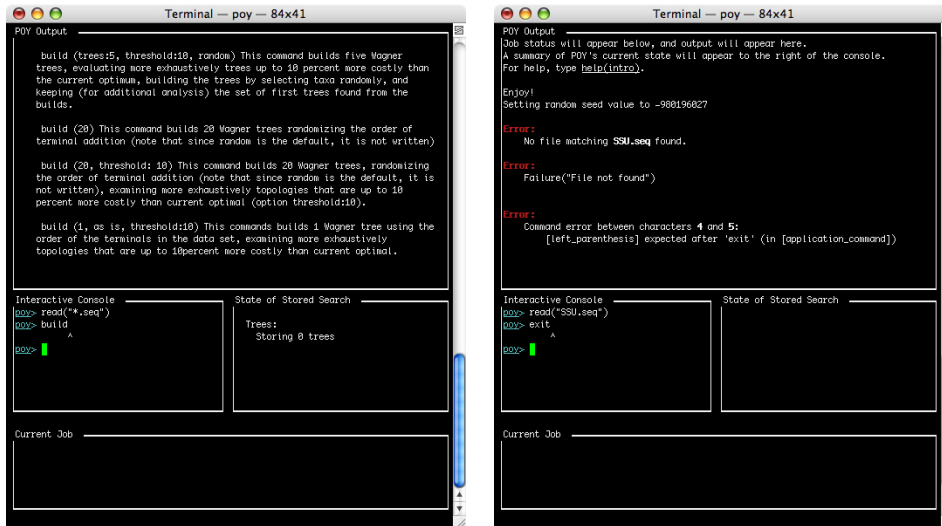 Terminal — poy — 84x41
POY Output
build (trees:5, threshold:10, random) This command builds five Wagner
trees, evaluating more exhaustively trees up to 10 percent more costly than
the current optimum, building the trees by selecting taxa randomly, and
keeping (for additional analysis) the set of first trees found from the
builds.
build (20) This command builds 20 Wagner trees randomizing the order of
terminal addition (note that since random is the default, it is not written)
build (20, threshold: 10) This command builds 20 Wagner trees, randomizing
the order of terminal addition (note that since random is the default, it is
not written), examining more exhaustively topologies that are up to 10
percent more costly than current optimal (option threshold:10).
build (1, as is, threshold:10) This commands builds 1 Wagner tree using the
order of the terminals in the data set, examining more exhaustively
topologies that are up to 10percent more costly than current optimal.
Interactive Console
poy> read("*.seq")
poy> build
^
poy>
State of Stored Search
Trees:
Storing 0 trees
Current Job
Terminal — poy — 84x41
POY Output
Job status will appear below, and output will appear here.
A summary of POY's current state will appear to the right of the console.
For help, type help(intro).
Enjoy!
Setting random seed value to -980196027
Error:
No file matching SSU.seq found.
Error:
Failure("File not found")
Error:
Command error between characters 4 and 5:
[left_parenthesis] expected after 'exit' (in [application_command])
Interactive Console
poy> read("SSU.seq")
poy> exit
^
poy>
State of Stored Search
Current Job